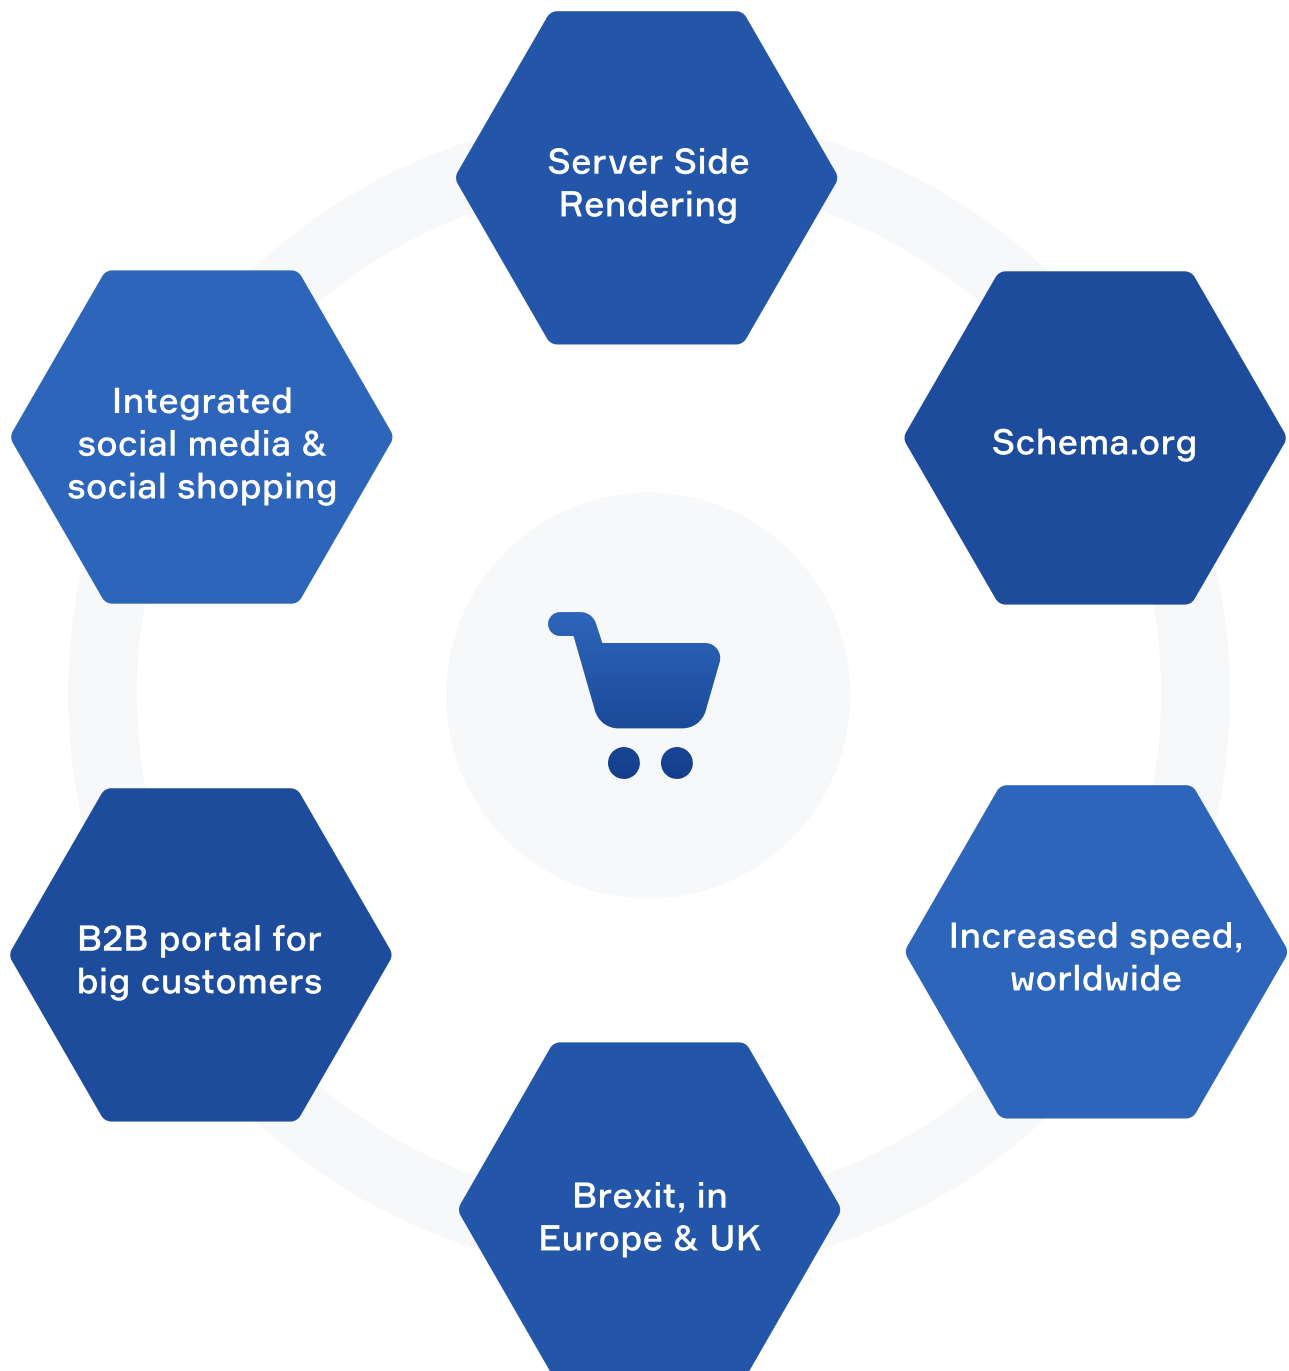 Server Side
Rendering
Schema.org
Integrated
social media &
social shopping
Increased speed,
worldwide
B2B portal for
big customers
Brexit, in
Europe & UK